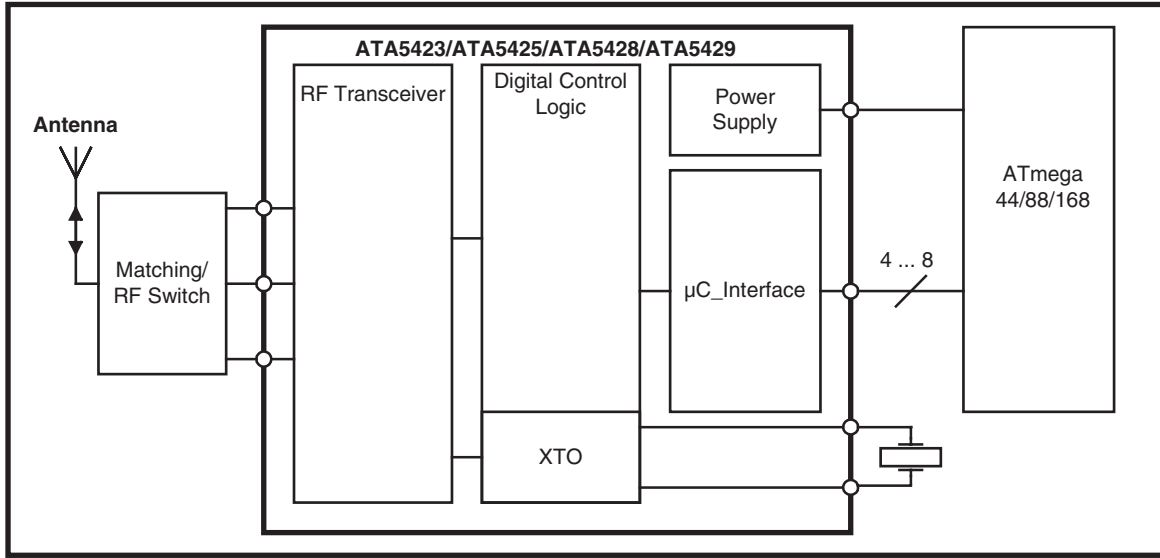 ATA5423/ATA5425/ATA5428/ATA5429
RF Transceiver
Digital Control
Logic
Power
Supply
Antenna
ATmega
44/88/168
Matching/
RF Switch
4 ... 8
µC_Interface
XTO